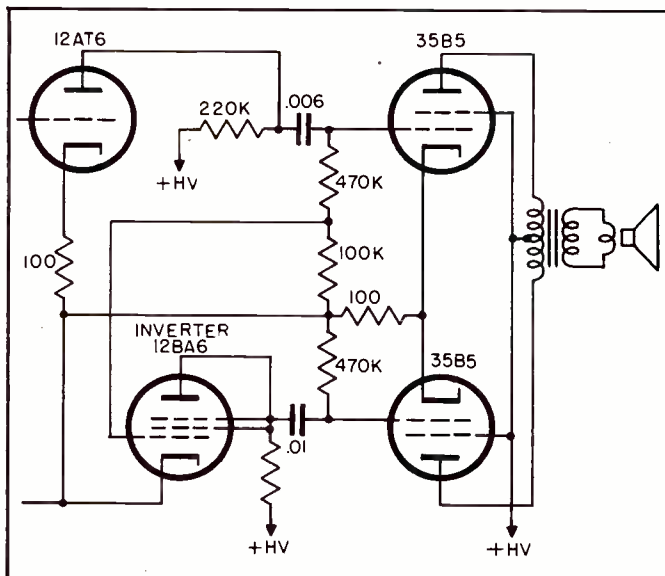 12AT6
35B5
220K
.006
+HV
470K
100
100K
100
INVERTER
12BA6
470K
35B5
.01
+HV
+HV